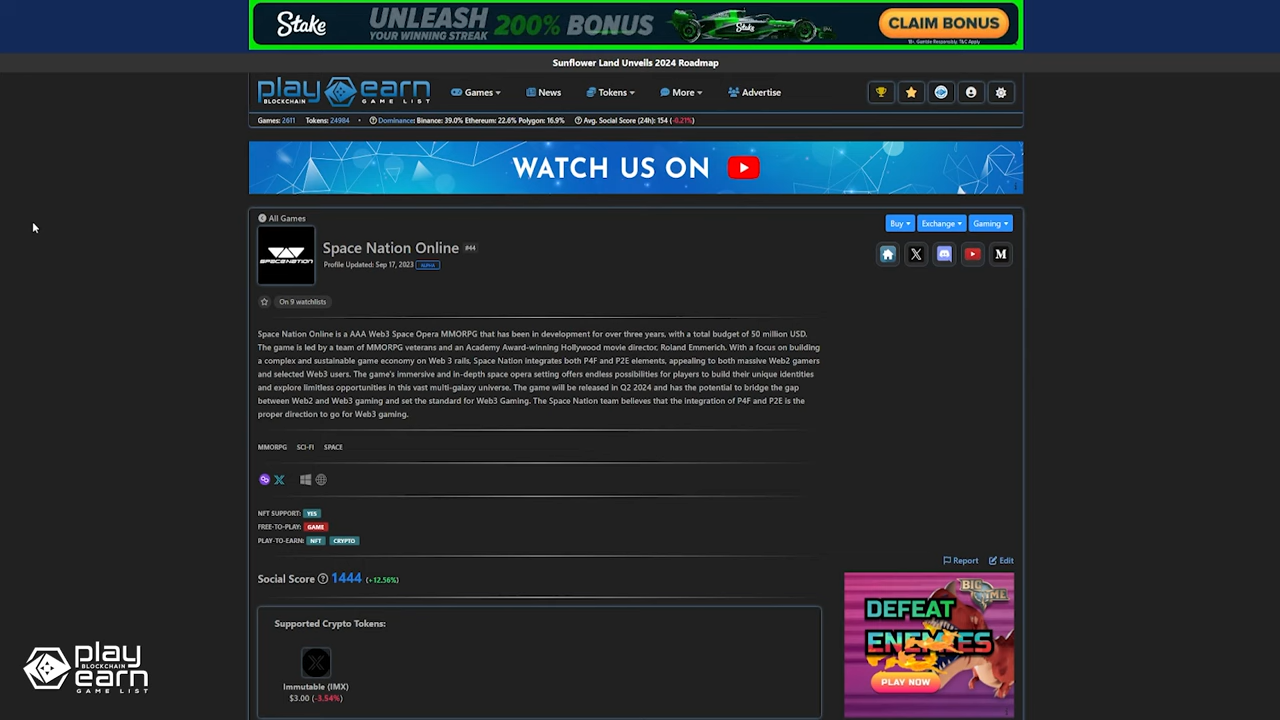 Stake
UNLEASH
YOUR WINNING STREAK
200% BONUS
Stake
CLAIM BONUS
18+. Gamble Responsibly. T&C Apply
Sunflower Land Unveils 2024 Roadmap
play earn
BLOCKCHAIN GAME LIST
Games
News
Tokens
More
Advertise
Games: 2611 Tokens: 24984 • Dominance: Binance: 39.0% Ethereum: 22.6% Polygon: 16.9% Avg. Social Score (24h): 154 (-8.21%)
WATCH US ON
All Games
Buy
Exchange
Gaming
SPACENATION
Space Nation Online #44
Profile Updated: Sep 17, 2023 ALPHA
On 9 watchlists
Space Nation Online is a AAA Web3 Space Opera MMORPG that has been in development for over three years, with a total budget of 50 million USD.
The game is led by a team of MMORPG veterans and an Academy Award-winning Hollywood movie director, Roland Emmerich. With a focus on building
a complex and sustainable game economy on Web 3 rails, Space Nation integrates both P4F and P2E elements, appealing to both massive Web2 gamers
and selected Web3 users. The game's immersive and in-depth space opera setting offers endless possibilities for players to build their unique identities
and explore limitless opportunities in this vast multi-galaxy universe. The game will be released in Q2 2024 and has the potential to bridge the gap
between Web2 and Web3 gaming and set the standard for Web3 Gaming. The Space Nation team believes that the integration of P4F and P2E is the
proper direction to go for Web3 gaming.
MMORPG SCI-FI SPACE
NFT SUPPORT: YES
FREE-TO-PLAY: GAME
PLAY-TO-EARN: NFT CRYPTO
Report
Edit
Social Score 1444 (+12.56%)
Supported Crypto Tokens:
Immutable (IMX)
$3.00 (-3.54%)
BIG TIME
DEFEAT
ENEMIES
PLAY NOW
play
BLOCKCHAIN
earn
GAME LIST